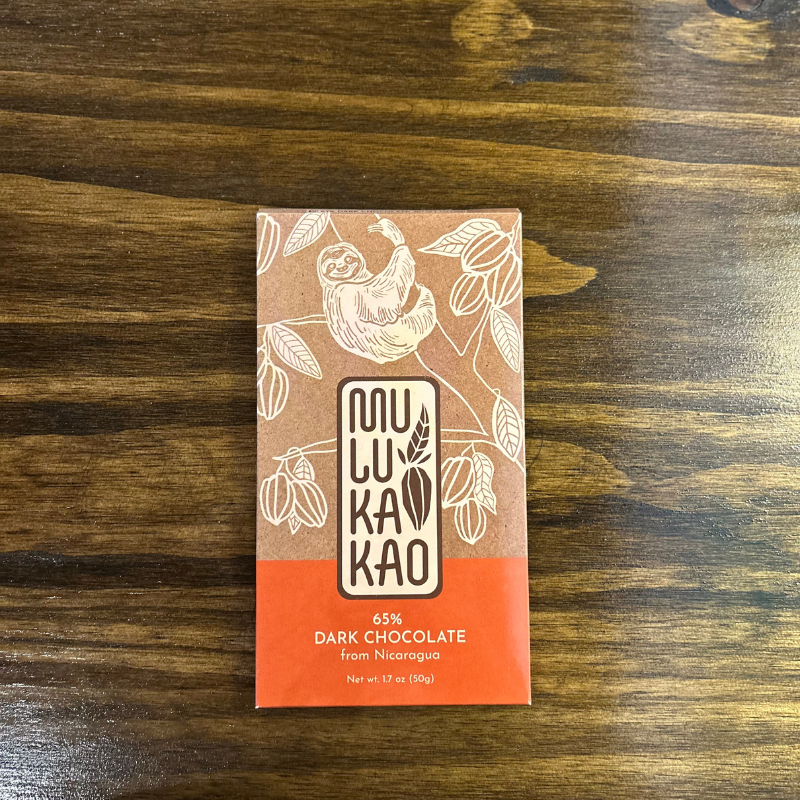 MU
LU
KA
KAO
65%
DARK CHOCOLATE
from Nicaragua
Net wt. 1.7 oz (50g)